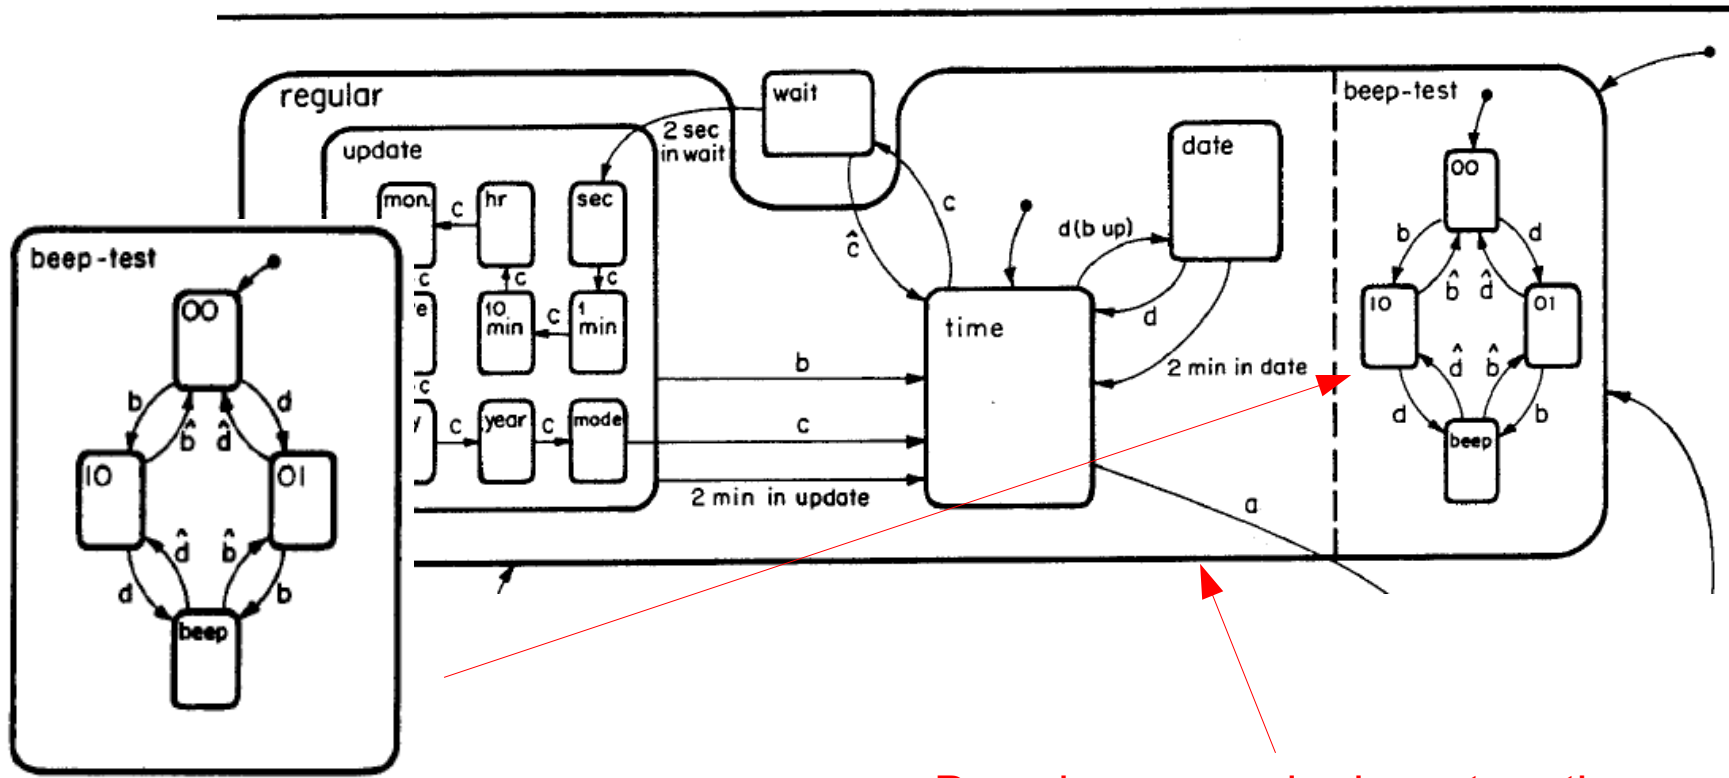 regular
wait
beep-test
2 sec
in wait
update
date
00
mon.
c
hr
sec
c
d(b up)
ĉ
b
d
b̂
d̂
c
c
c
10
01
10
min
c
1
min
time
d
d̂
b̂
b
2 min in date
d
b
c
c
year
c
mode
c
beep
2 min in update
a
beep-test
00
b
d
b̂
d̂
10
01
d̂
b̂
d
b
beep